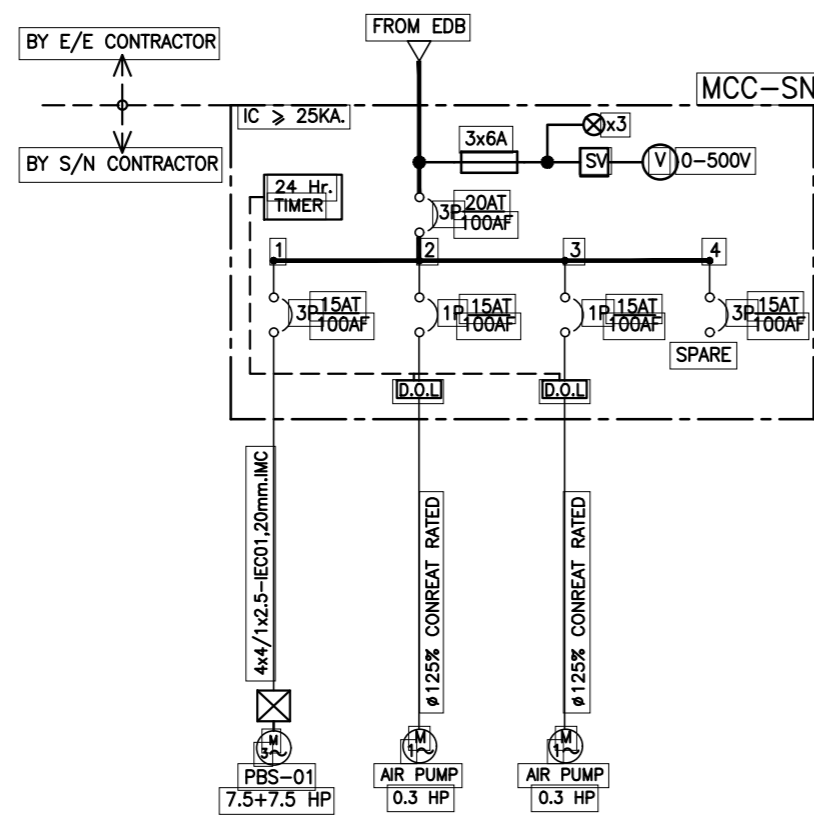 FROM EDB
BY E/E CONTRACTOR
MCC-SN
IC ⩾ 25KA.
x3
3x6A
BY S/N CONTRACTOR
SV
V
0-500V
24 Hr.
TIMER
3P
20AT
100AF
1
2
3
4
3P
15AT
100AF
1P
15AT
100AF
1P
15AT
100AF
3P
15AT
100AF
SPARE
D.O.L
D.O.L
4x4/1x2.5-IEC01,20mm.IMC
ø125% CONREAT RATED
ø125% CONREAT RATED
M
3~
M
1~
M
1~
PBS-01
7.5+7.5 HP
AIR PUMP
0.3 HP
AIR PUMP
0.3 HP